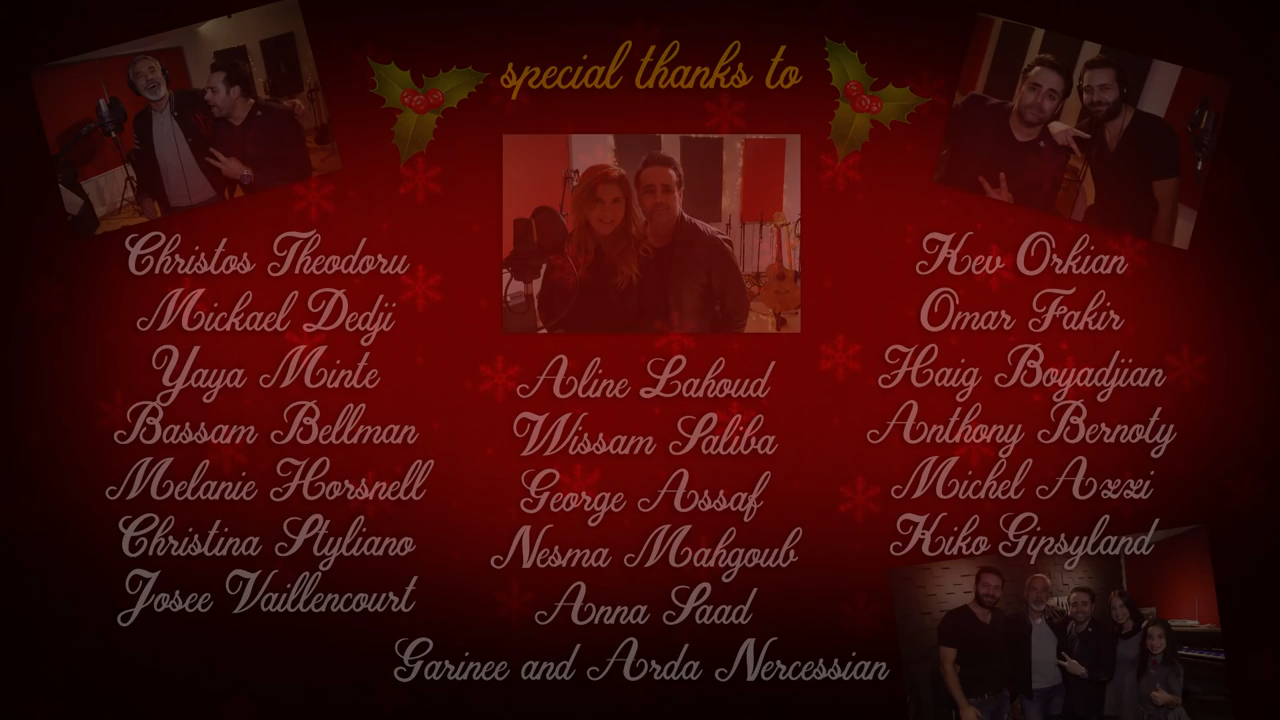 special thanks to
Christos Theodoru
Mickael Dedji
Yaya Minte
Bassam Bellman
Melanie Horsnell
Christina Styliano
Josee Vaillencourt
Aline Lahoud
Wissam Saliba
George Assaf
Nesma Mahgoub
Anna Saad
Garinee and Arda Nercessian
Kev Orkian
Omar Fakir
Haig Boyadjian
Anthony Bernoty
Michel Azzi
Kiko Gipsyland